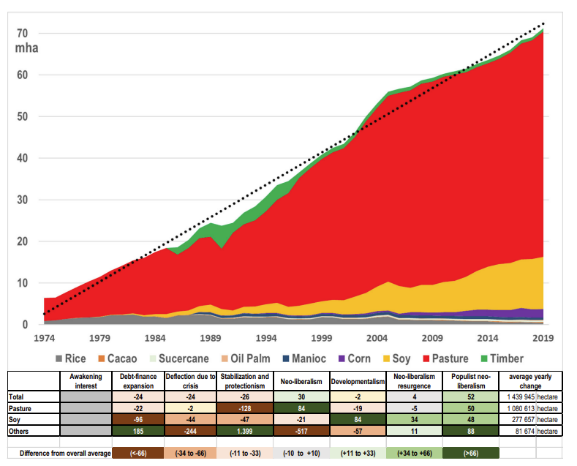 70
mha
60
50
40
30
20
10
0
1974 1979 1984 1989 1994 1999 2004 2009 2014 2019
Rice Cacao Sucercane Oil Palm Manioc Corn Soy Pasture Timber
Awakening interest Debt-finance expansion Deflection due to crisis Stabilization and protectionism Neo-liberalism Developmentalism Neo-liberalism resurgence Populist neo-liberalism average yearly change
Total -24 -24 -26 30 -2 4 52 1 439 945 hectare
Pasture -22 -2 -128 84 -19 -5 50 1 080 613 hectare
Soy -96 -44 -47 -21 84 34 48 277 657 hectare
Others 185 -244 1.399 -517 -57 11 88 81 674 hectare
Difference from overall average (<-66) (-34 to -66) (-11 to -33) (-10 to +10) (+11 to +33) (+34 to +66) (>66)